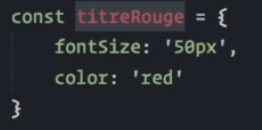 const titreRouge = {
    fontSize: '50px',
    color: 'red'
}